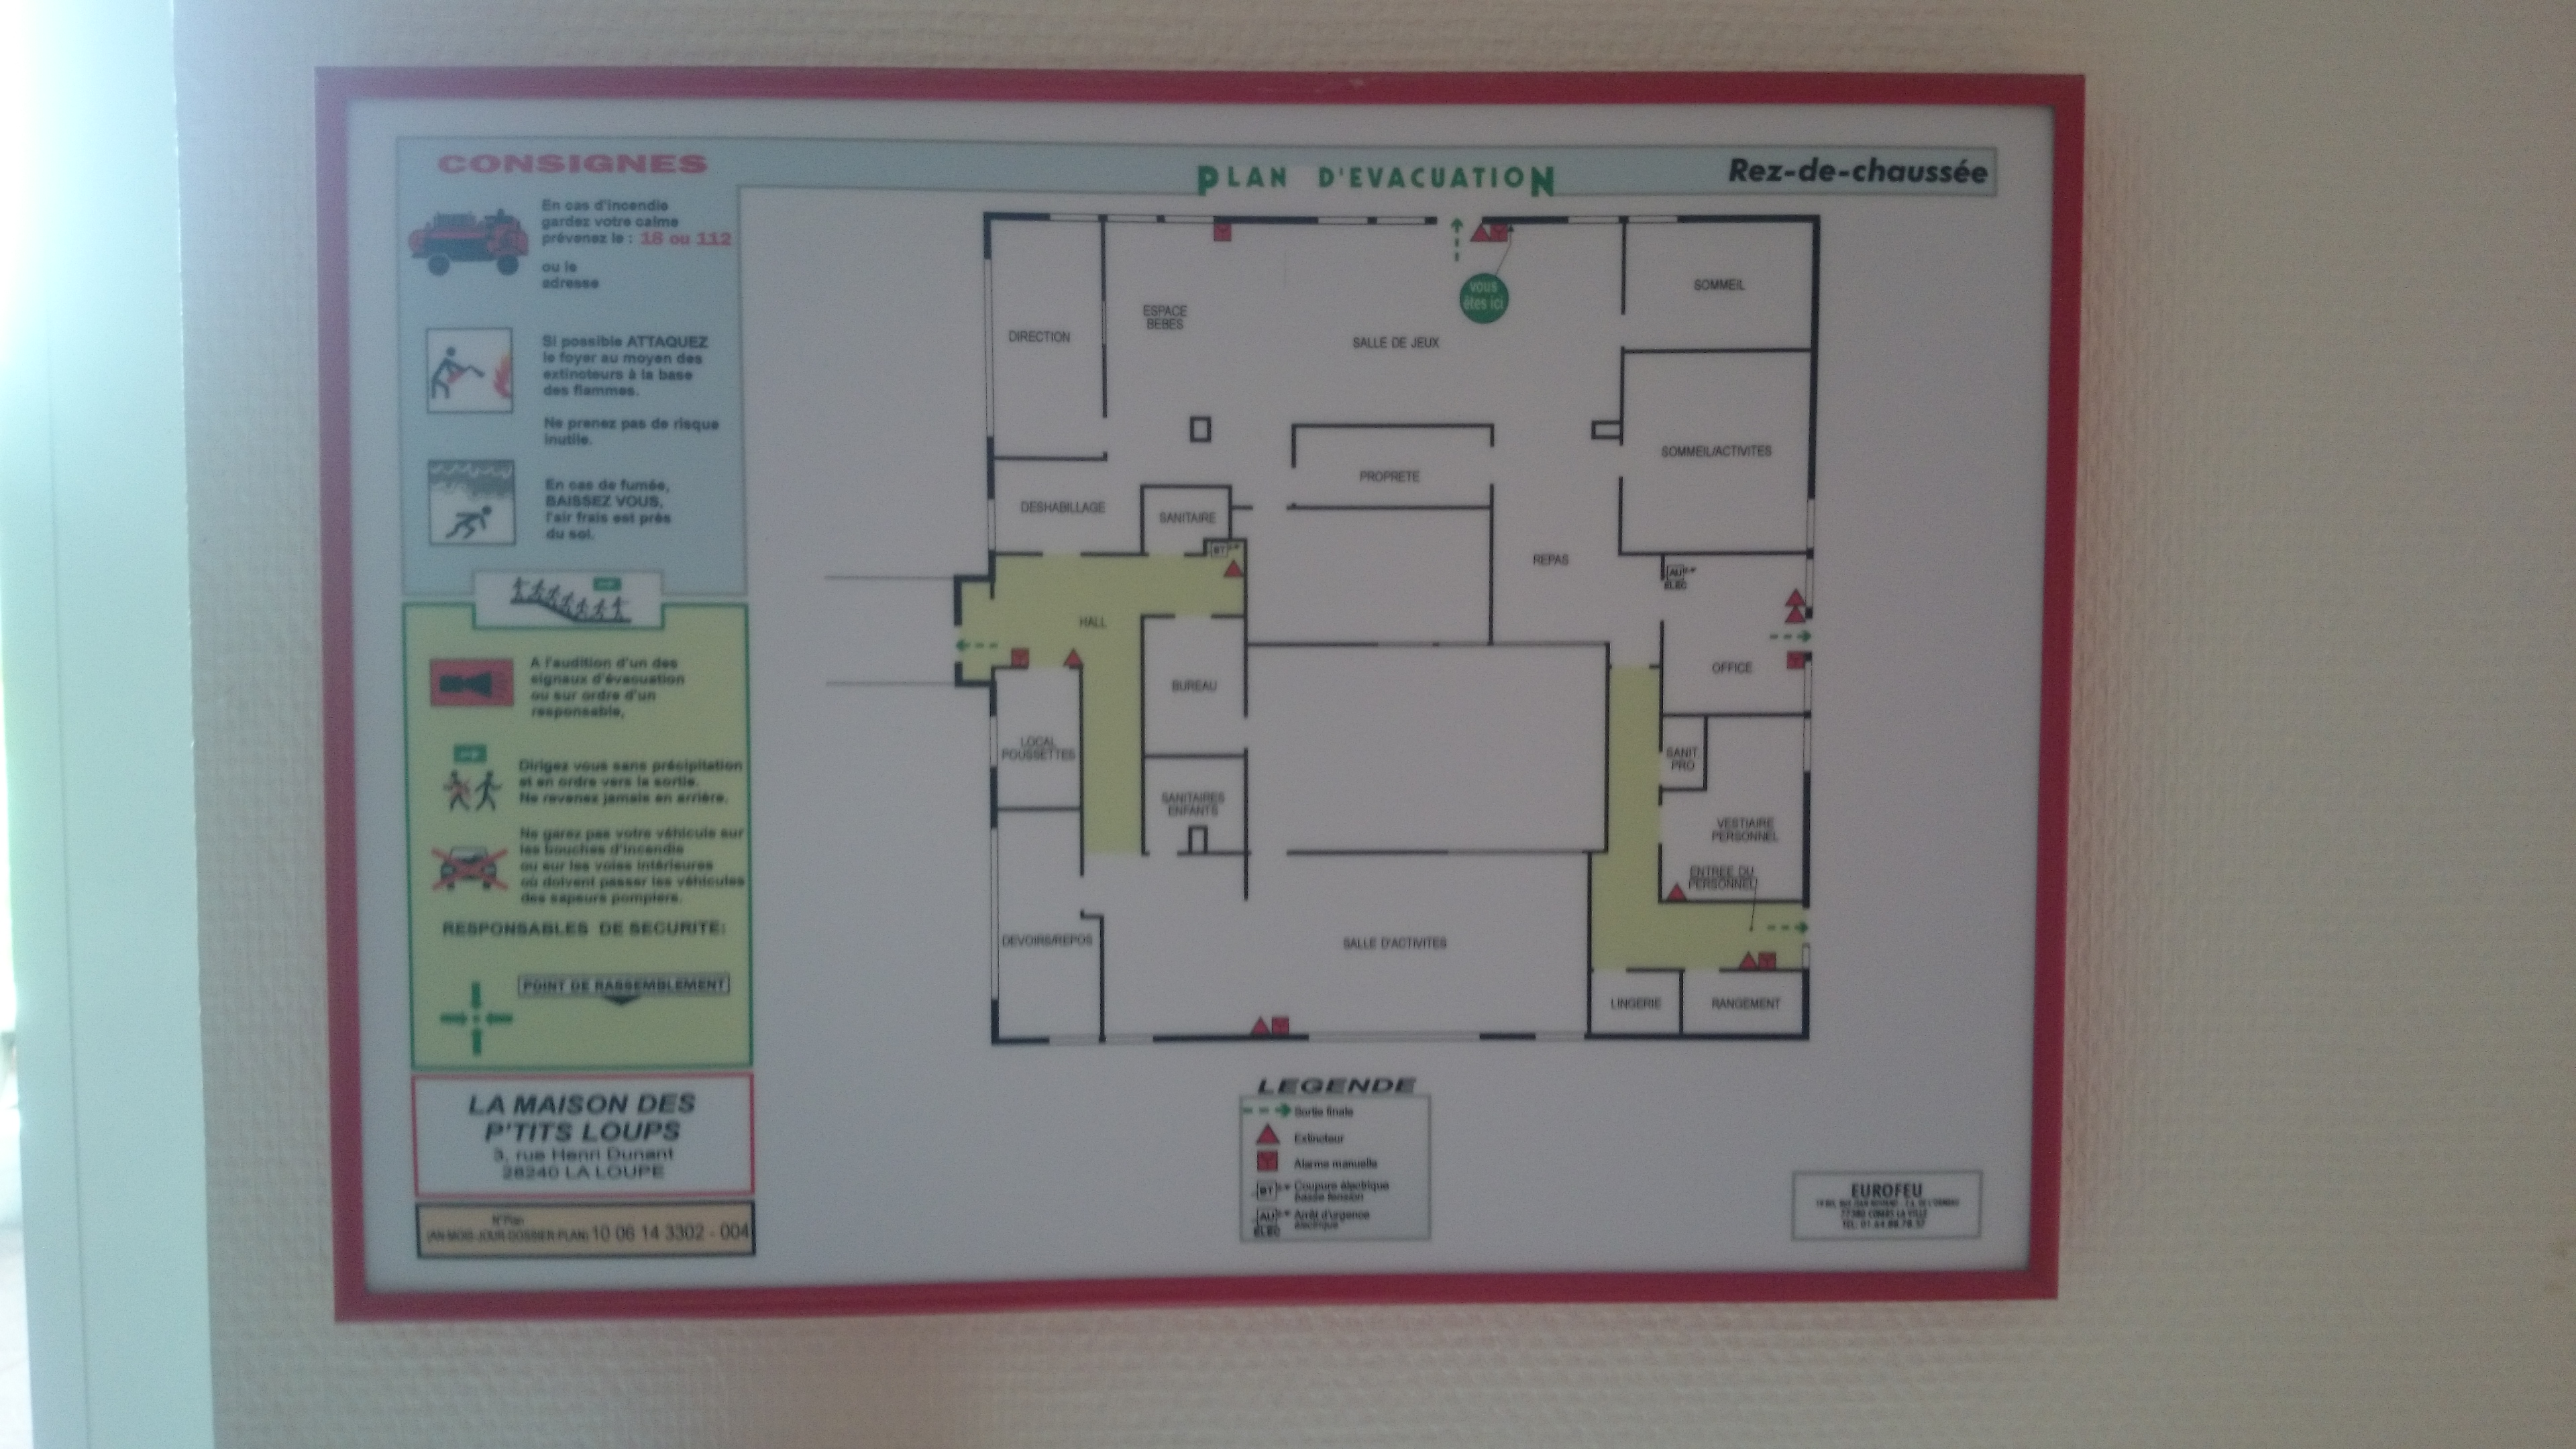 CONSIGNES
PLAN D'EVACUATION
Rez-de-chaussée
En cas d'incendie
gardez votre calme
prévenez le : 18 ou 112
ou le
adresse
Si possible ATTAQUEZ
le foyer au moyen des
extincteurs à la base
des flammes.
Ne prenez pas de risque
inutile.
En cas de fumée,
BAISSEZ VOUS,
l'air frais est près
du sol.
A l'audition d'un des
signaux d'évacuation
ou sur ordre d'un
responsable,
Dirigez vous sans précipitation
et en ordre vers la sortie.
Ne revenez jamais en arrière.
Ne garez pas votre véhicule sur
les bouches d'incendie
ou sur les voies intérieures
où doivent passer les véhicules
des sapeurs pompiers.
RESPONSABLES DE SECURITE:
POINT DE RASSEMBLEMENT
LA MAISON DES
P'TITS LOUPS
3, rue Henri Dunant
28240 LA LOUPE
N°Plan
(AN-MOIS-JOUR-DOSSIER-PLAN) 10 06 14 3302 - 004
vous
êtes ici
SOMMEIL
ESPACE
BEBES
DIRECTION
SALLE DE JEUX
SOMMEIL/ACTIVITES
PROPRETE
DESHABILLAGE
SANITAIRE
BT
REPAS
AU
ELEC
HALL
OFFICE
BUREAU
LOCAL
POUSSETTES
SANIT.
PRO
SANITAIRES
ENFANTS
VESTIAIRE
PERSONNEL
ENTREE DU
PERSONNEL
DEVOIRS/REPOS
SALLE D'ACTIVITES
LINGERIE
RANGEMENT
LEGENDE
Sortie finale
Extincteur
Alarme manuelle
BT
Coupure électrique
basse tension
AU
ELEC
Arrêt d'urgence
électrique
EUROFEU
77380 COMBS LA VILLE
TEL: 01.64.88.78.57